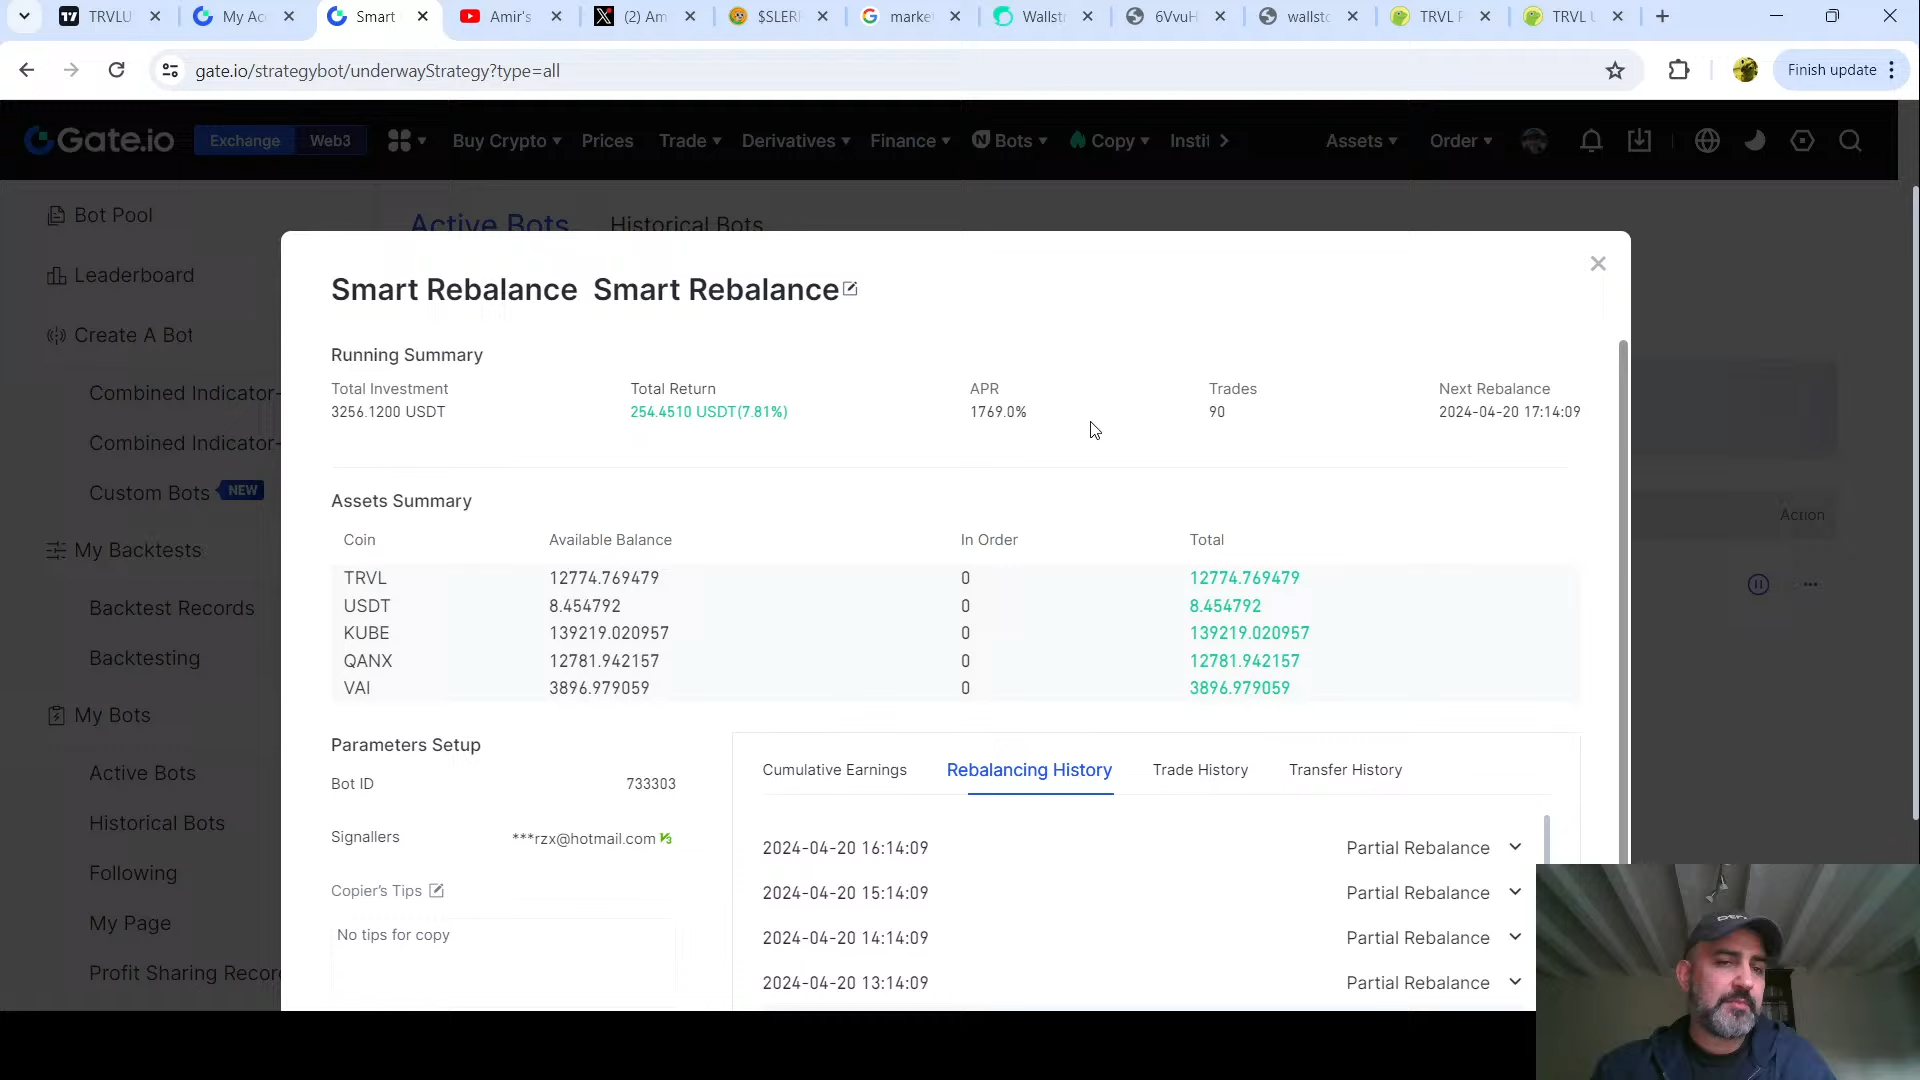 TRVLU
My Acc
Smart
Amir's
(2) Am
$SLERF
marke
Wallstr
6VvuH
wallstc
TRVL F
TRVL U
gate.io/strategybot/underwayStrategy?type=all
Finish update
Gate.io
Exchange
Web3
Buy Crypto
Prices
Trade
Derivatives
Finance
Bots
Copy
Instit
Assets
Order
Bot Pool
Leaderboard
Create A Bot
Combined Indicator-
Combined Indicator-
Custom Bots NEW
My Backtests
Backtest Records
Backtesting
My Bots
Active Bots
Historical Bots
Following
My Page
Profit Sharing Record
Active Bots Historical Bots
Action
Smart Rebalance Smart Rebalance
Running Summary
Total Investment Total Return APR Trades Next Rebalance
3256.1200 USDT 254.4510 USDT(7.81%) 1769.0% 90 2024-04-20 17:14:09
Assets Summary
Coin Available Balance In Order Total
TRVL 12774.769479 0 12774.769479
USDT 8.454792 0 8.454792
KUBE 139219.020957 0 139219.020957
QANX 12781.942157 0 12781.942157
VAI 3896.979059 0 3896.979059
Parameters Setup
Bot ID 733303
Signallers ***rzx@hotmail.com
Copier's Tips
No tips for copy
Cumulative Earnings Rebalancing History Trade History Transfer History
2024-04-20 16:14:09 Partial Rebalance
2024-04-20 15:14:09 Partial Rebalance
2024-04-20 14:14:09 Partial Rebalance
2024-04-20 13:14:09 Partial Rebalance